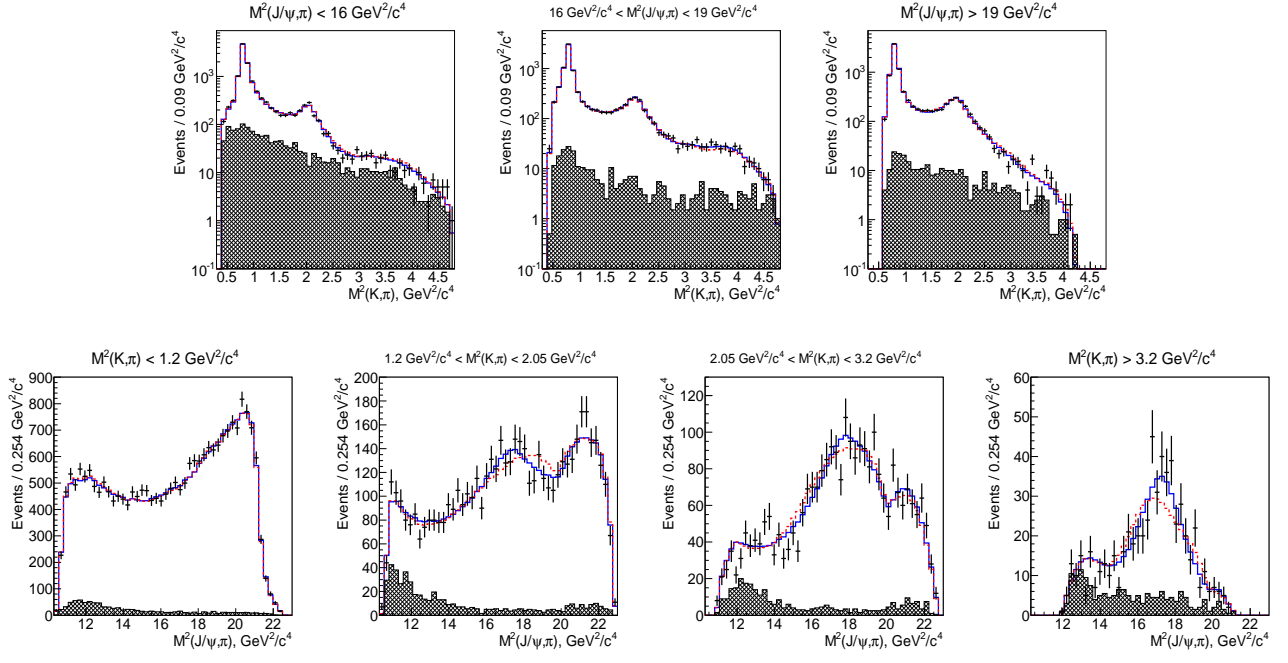 M²(J/ψ,π) < 16 GeV²/c⁴
Events / 0.09 GeV²/c⁴
10³
10²
10
1
10⁻¹
0.5 1 1.5 2 2.5 3 3.5 4 4.5
M²(K,π), GeV²/c⁴
16 GeV²/c⁴ < M²(J/ψ,π) < 19 GeV²/c⁴
Events / 0.09 GeV²/c⁴
10³
10²
10
1
10⁻¹
0.5 1 1.5 2 2.5 3 3.5 4 4.5
M²(K,π), GeV²/c⁴
M²(J/ψ,π) > 19 GeV²/c⁴
Events / 0.09 GeV²/c⁴
10³
10²
10
1
10⁻¹
0.5 1 1.5 2 2.5 3 3.5 4 4.5
M²(K,π), GeV²/c⁴
M²(K,π) < 1.2 GeV²/c⁴
Events / 0.254 GeV²/c⁴
900
800
700
600
500
400
300
200
100
0
12 14 16 18 20 22
M²(J/ψ,π), GeV²/c⁴
1.2 GeV²/c⁴ < M²(K,π) < 2.05 GeV²/c⁴
Events / 0.254 GeV²/c⁴
200
180
160
140
120
100
80
60
40
20
0
12 14 16 18 20 22
M²(J/ψ,π), GeV²/c⁴
2.05 GeV²/c⁴ < M²(K,π) < 3.2 GeV²/c⁴
Events / 0.254 GeV²/c⁴
120
100
80
60
40
20
0
12 14 16 18 20 22
M²(J/ψ,π), GeV²/c⁴
M²(K,π) > 3.2 GeV²/c⁴
Events / 0.254 GeV²/c⁴
60
50
40
30
20
10
0
12 14 16 18 20 22
M²(J/ψ,π), GeV²/c⁴